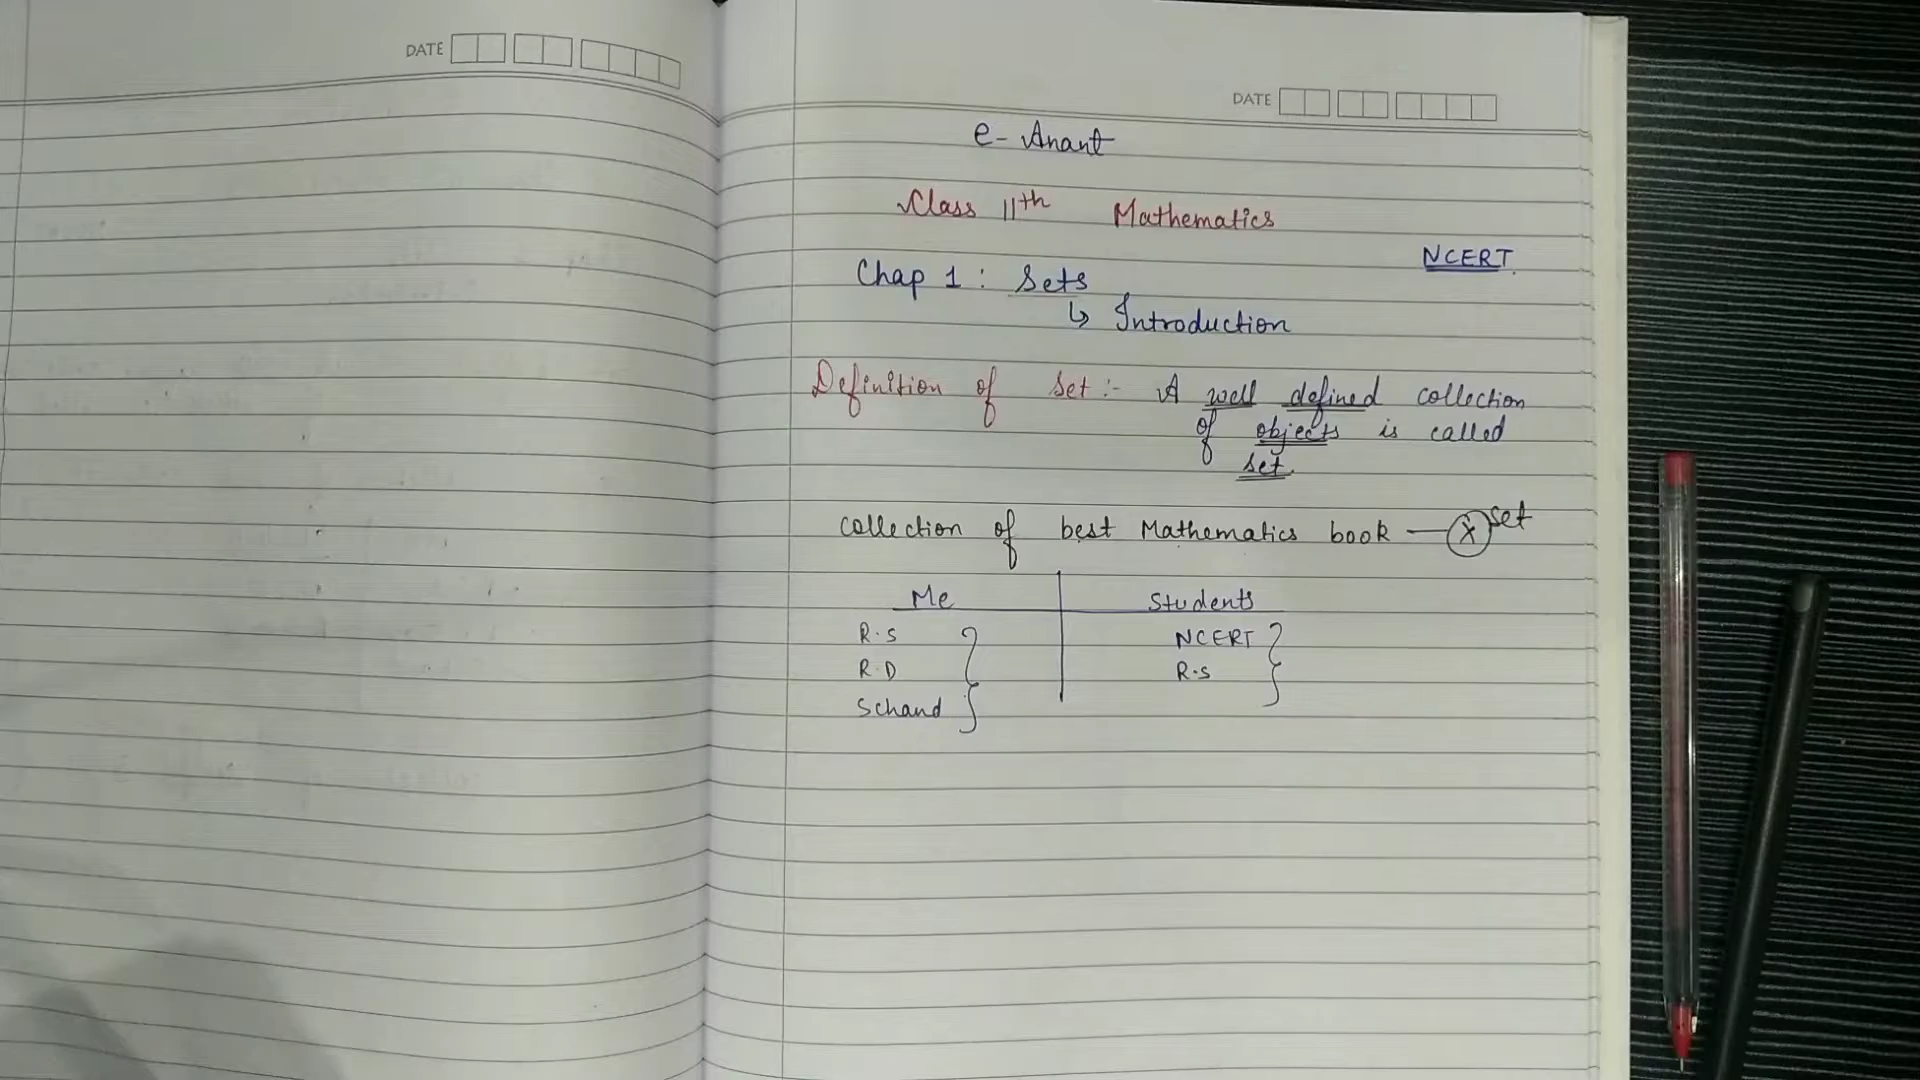 DATE
DATE
e- Anant
Class 11th Mathematics
NCERT
Chap 1 : Sets
↳ Introduction
Definition of set :- A well defined collection
of objects is called
set
collection of best Mathematics book — X set
Me Students
R.S NCERT
R.D R.S
Schand